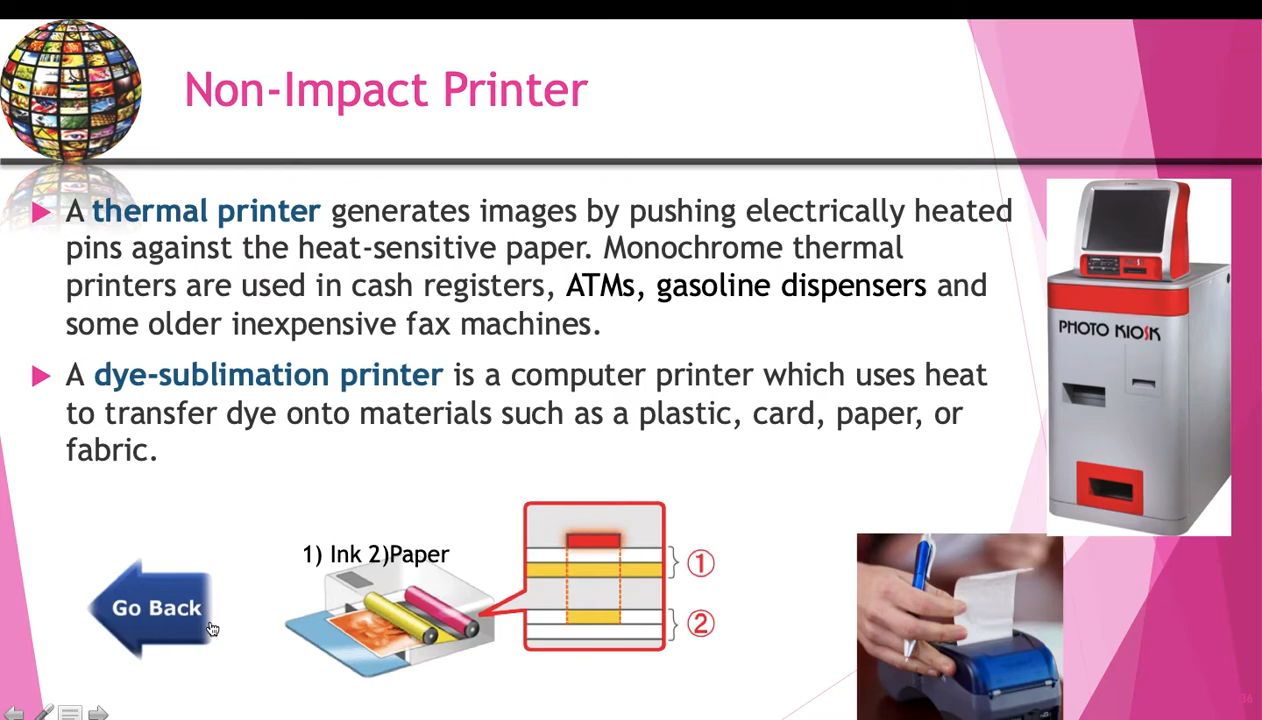 Non-Impact Printer
A thermal printer generates images by pushing electrically heated
pins against the heat-sensitive paper. Monochrome thermal
printers are used in cash registers, ATMs, gasoline dispensers and
some older inexpensive fax machines.
PHOTO KIOSK
A dye-sublimation printer is a computer printer which uses heat
to transfer dye onto materials such as a plastic, card, paper, or
fabric.
1) Ink 2)Paper
①
Go Back
②
36